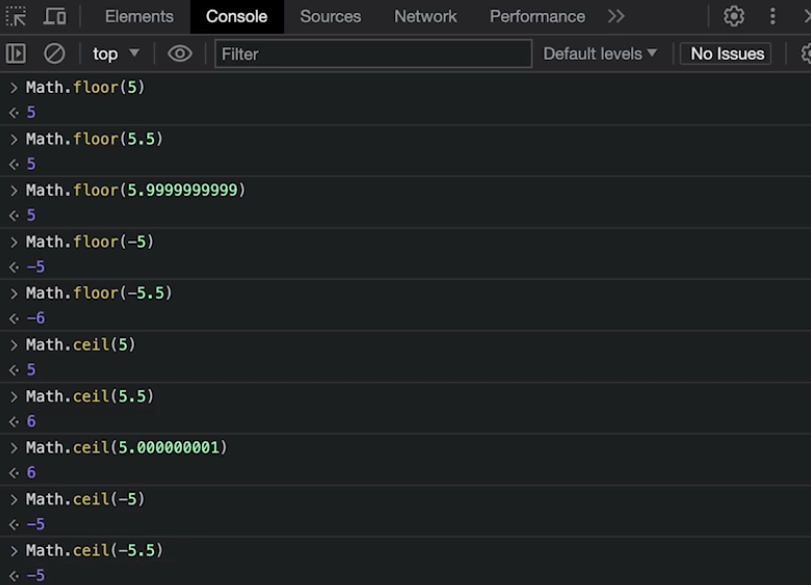 Elements Console Sources Network Performance
top Filter Default levels No Issues
> Math.floor(5)
5
> Math.floor(5.5)
5
> Math.floor(5.9999999999)
5
> Math.floor(-5)
-5
> Math.floor(-5.5)
-6
> Math.ceil(5)
5
> Math.ceil(5.5)
6
> Math.ceil(5.000000001)
6
> Math.ceil(-5)
-5
> Math.ceil(-5.5)
-5